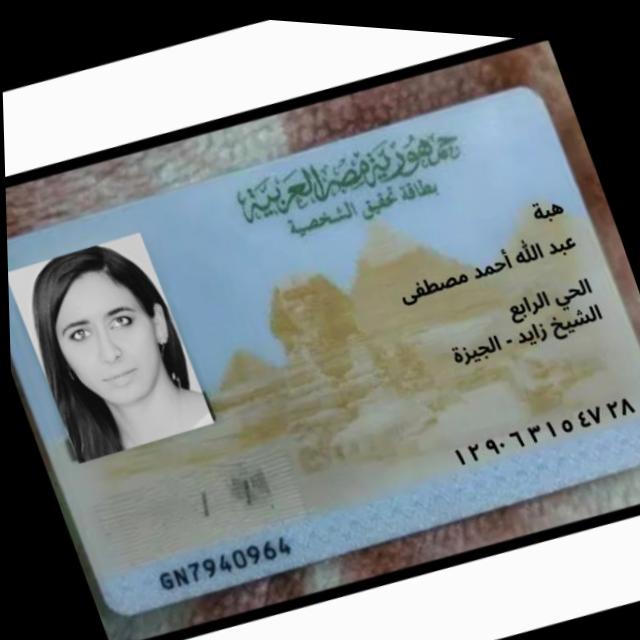 جمهورية مصر العربية
بطاقة تحقيق الشخصية
هبة
عبد الله أحمد مصطفى
الحي الرابع
الشيخ زايد - الجيزة
١٢٩٠٦٣١٥٤٧٢٨
GN7940964